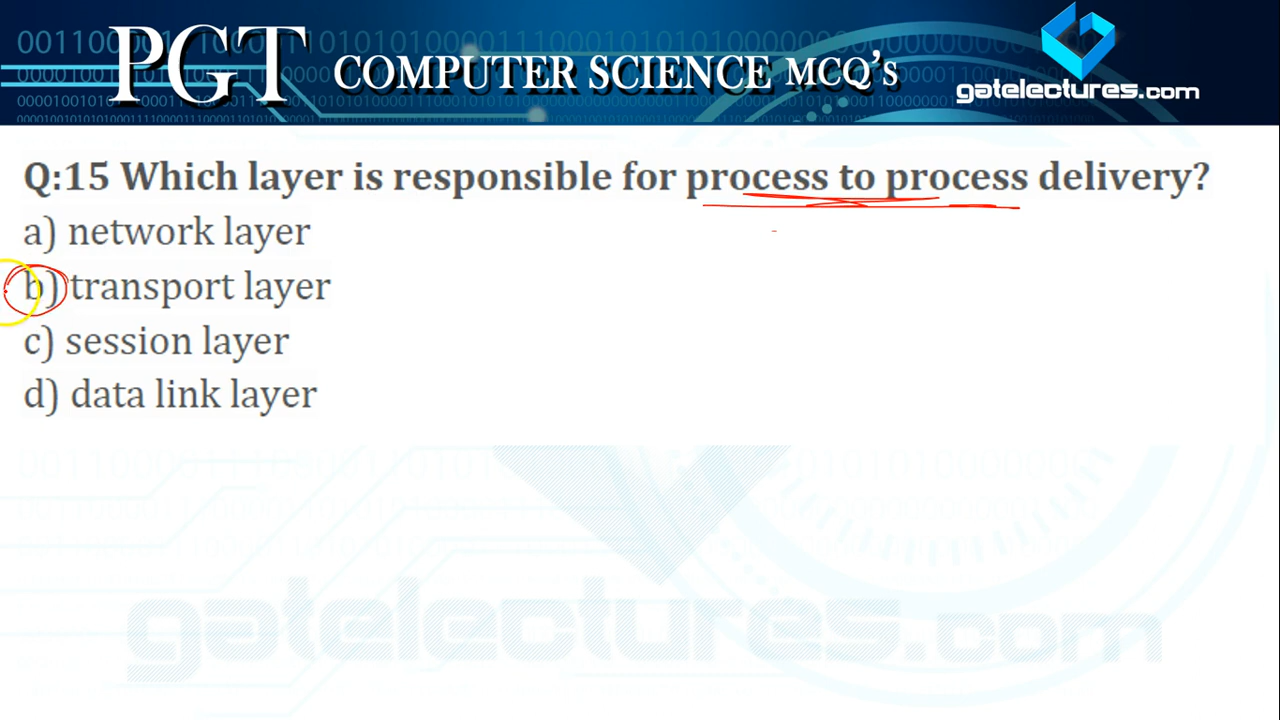 PGT COMPUTER SCIENCE MCQ's
gatelectures.com
Q:15 Which layer is responsible for process to process delivery?
a) network layer
b) transport layer
c) session layer
d) data link layer
gatelectures.com